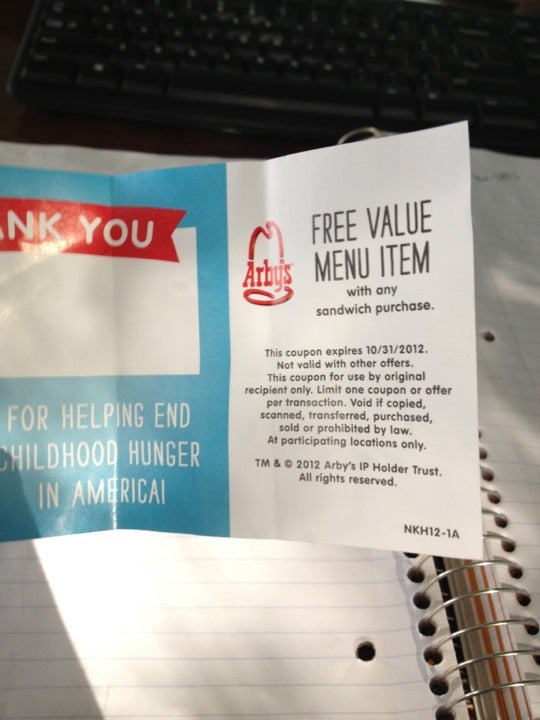 ANK YOU
FOR HELPING END
CHILDHOOD HUNGER
IN AMERICA!
Arby's
FREE VALUE
MENU ITEM
with any
sandwich purchase.
This coupon expires 10/31/2012.
Not valid with other offers.
This coupon for use by original
recipient only. Limit one coupon or offer
per transaction. Void if copied,
scanned, transferred, purchased,
sold or prohibited by law.
At participating locations only.
TM & © 2012 Arby's IP Holder Trust.
All rights reserved.
NKH12-1A